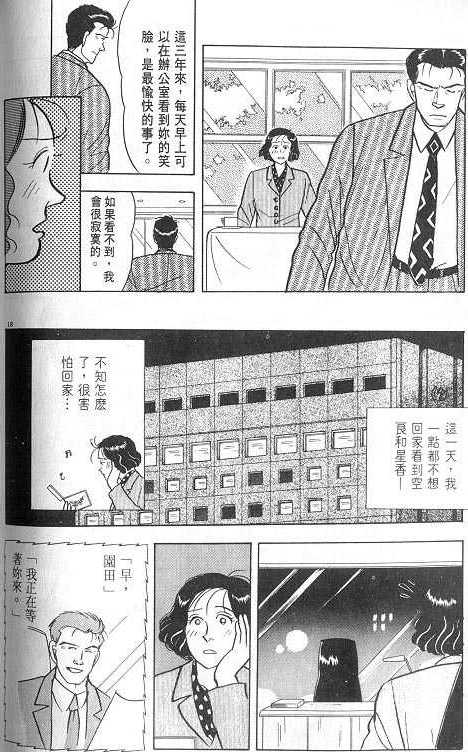 這三年來，每天早上可
以在辦公室看到妳的笑
臉，是最愉快的事了。
如果看不到，我
會很寂寞的。
18
這一天，我
一點都不想
回家看到空
良和星香—
不知怎麼
了，很害
怕回家…
「早，
園田」
「我正在等
著妳來。」